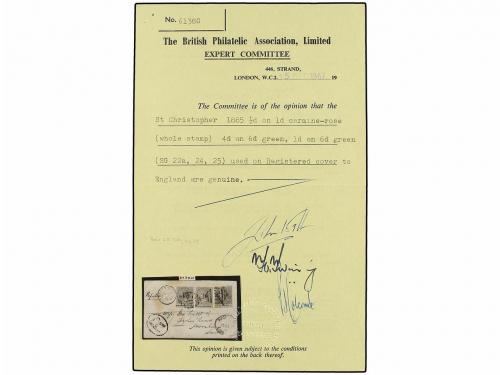 No. 61380
The British Philatelic Association, Limited
EXPERT COMMITTEE
446, STRAND,
LONDON, W.C.2. 1967 19
The Committee is of the opinion that the
St Christopher 1885 ½d on 1d carmine-rose
(whole stamp) 4d on 6d green, 1d on 6d green
(SG 22a, 24, 25) used on Registered cover to
England are genuine.
This opinion is given subject to the conditions
printed on the back thereof.